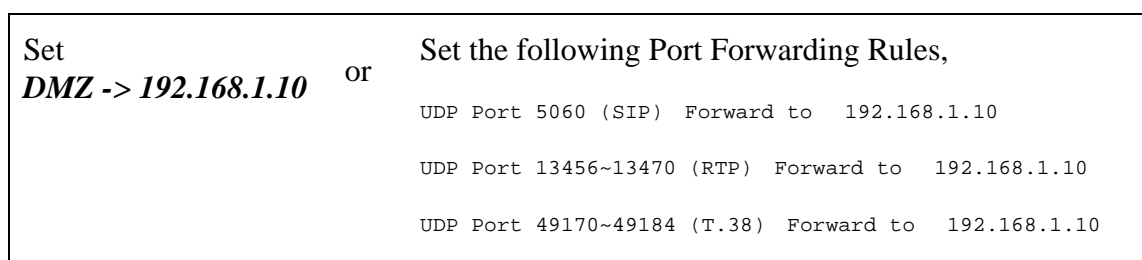 Set
DMZ -> 192.168.1.10
or
Set the following Port Forwarding Rules,
UDP Port 5060 (SIP) Forward to 192.168.1.10
UDP Port 13456~13470 (RTP) Forward to 192.168.1.10
UDP Port 49170~49184 (T.38) Forward to 192.168.1.10